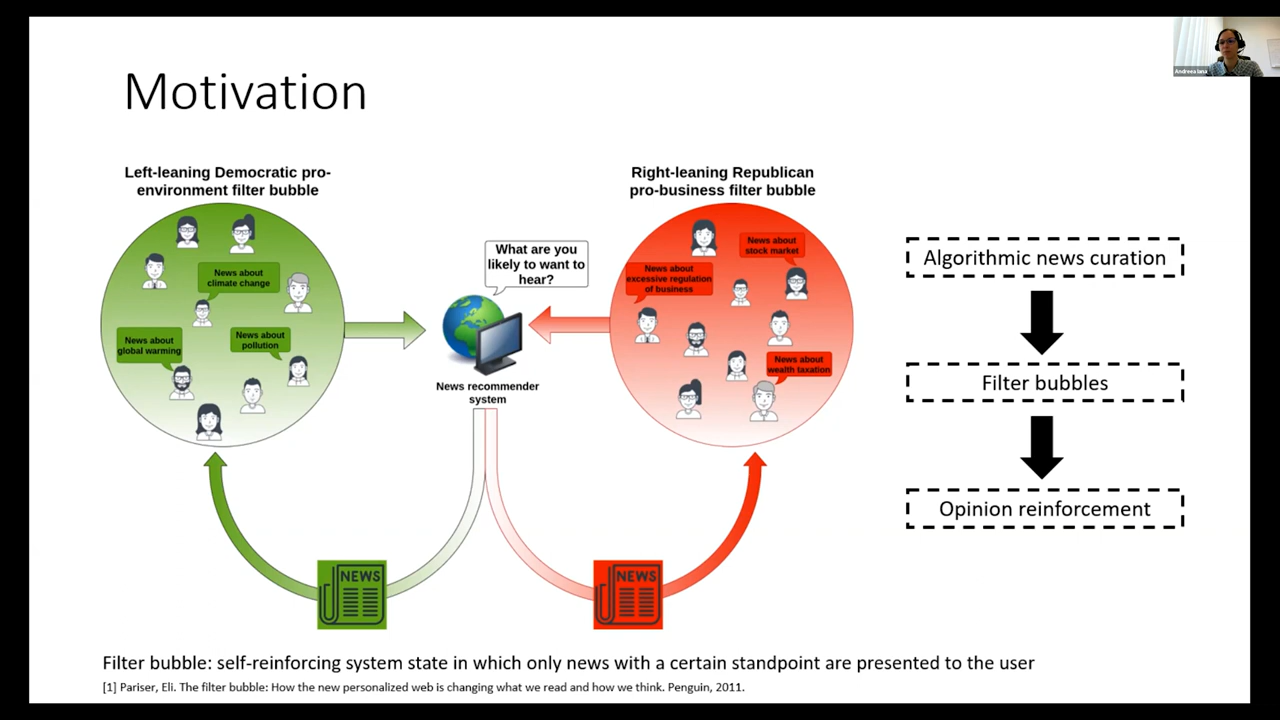 Motivation
Left-leaning Democratic pro-
environment filter bubble
Right-leaning Republican
pro-business filter bubble
What are you
likely to want to
hear?
News about
climate change
News about
global warming
News about
pollution
News about
stock market
News about
excessive regulation
of business
News about
wealth taxation
News recommender
system
NEWS
NEWS
Algorithmic news curation
Filter bubbles
Opinion reinforcement
Filter bubble: self-reinforcing system state in which only news with a certain standpoint are presented to the user
[1] Pariser, Eli. The filter bubble: How the new personalized web is changing what we read and how we think. Penguin, 2011.
Andreea Iana